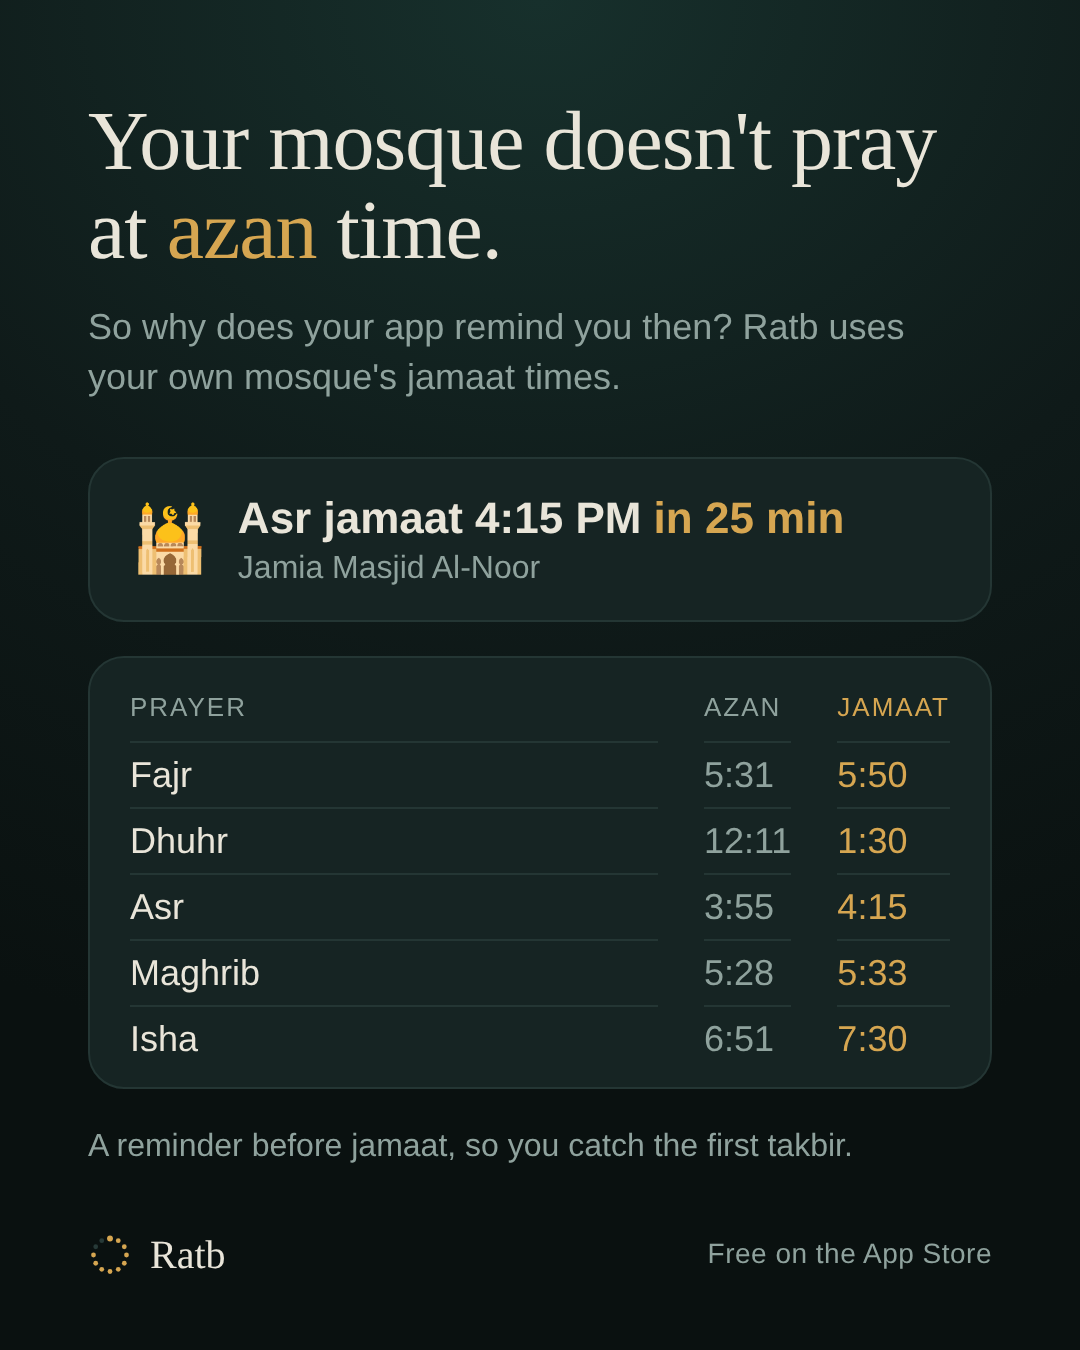 Your mosque doesn't pray
at azan time.
So why does your app remind you then? Ratb uses
your own mosque's jamaat times.
Asr jamaat 4:15 PM in 25 min
Jamia Masjid Al-Noor
PRAYER AZAN JAMAAT
Fajr 5:31 5:50
Dhuhr 12:11 1:30
Asr 3:55 4:15
Maghrib 5:28 5:33
Isha 6:51 7:30
A reminder before jamaat, so you catch the first takbir.
Ratb Free on the App Store